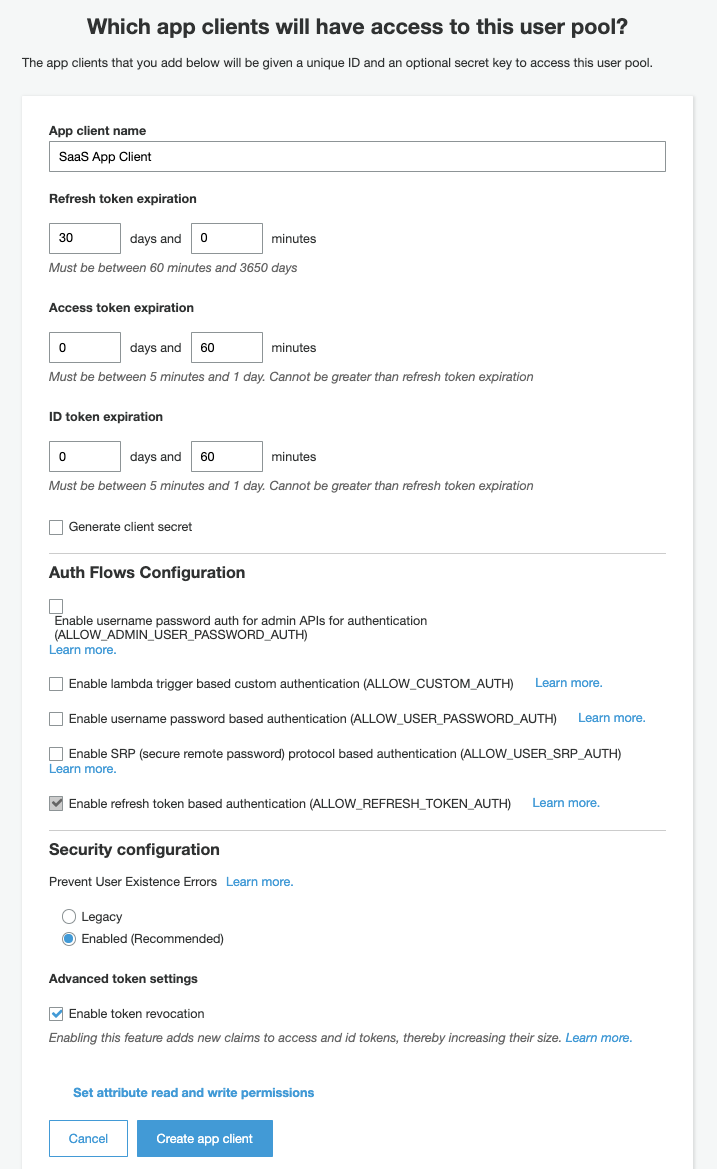 Which app clients will have access to this user pool?
The app clients that you add below will be given a unique ID and an optional secret key to access this user pool.
App client name
SaaS App Client
Refresh token expiration
30 days and 0 minutes
Must be between 60 minutes and 3650 days
Access token expiration
0 days and 60 minutes
Must be between 5 minutes and 1 day. Cannot be greater than refresh token expiration
ID token expiration
0 days and 60 minutes
Must be between 5 minutes and 1 day. Cannot be greater than refresh token expiration
Generate client secret
Auth Flows Configuration
Enable username password auth for admin APIs for authentication
(ALLOW_ADMIN_USER_PASSWORD_AUTH)
Learn more.
Enable lambda trigger based custom authentication (ALLOW_CUSTOM_AUTH) Learn more.
Enable username password based authentication (ALLOW_USER_PASSWORD_AUTH) Learn more.
Enable SRP (secure remote password) protocol based authentication (ALLOW_USER_SRP_AUTH)
Learn more.
Enable refresh token based authentication (ALLOW_REFRESH_TOKEN_AUTH) Learn more.
Security configuration
Prevent User Existence Errors Learn more.
Legacy
Enabled (Recommended)
Advanced token settings
Enable token revocation
Enabling this feature adds new claims to access and id tokens, thereby increasing their size. Learn more.
Set attribute read and write permissions
Cancel Create app client